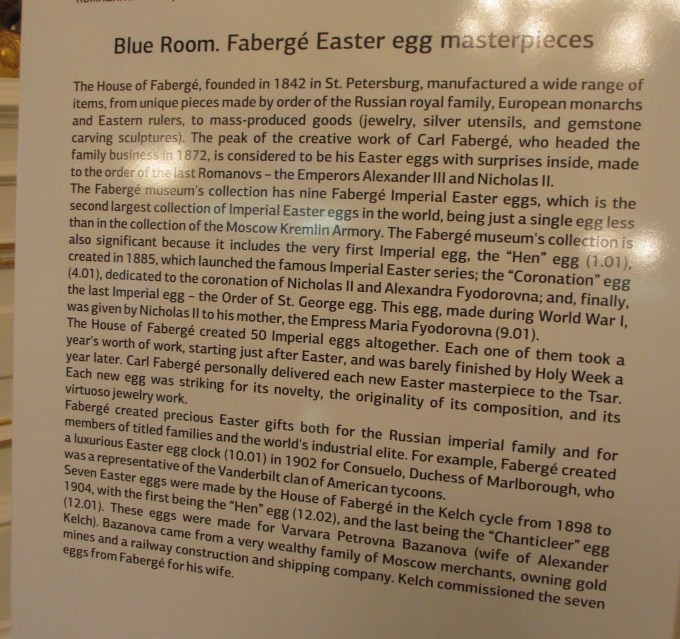 Blue Room. Fabergé Easter egg masterpieces
The House of Fabergé, founded in 1842 in St. Petersburg, manufactured a wide range of
items, from unique pieces made by order of the Russian royal family, European monarchs
and Eastern rulers, to mass-produced goods (jewelry, silver utensils, and gemstone
carving sculptures). The peak of the creative work of Carl Fabergé, who headed the
family business in 1872, is considered to be his Easter eggs with surprises inside, made
to the order of the last Romanovs – the Emperors Alexander III and Nicholas II.
The Fabergé museum's collection has nine Fabergé Imperial Easter eggs, which is the
second largest collection of Imperial Easter eggs in the world, being just a single egg less
than in the collection of the Moscow Kremlin Armory. The Fabergé museum's collection is
also significant because it includes the very first Imperial egg, the “Hen” egg (1.01),
created in 1885, which launched the famous Imperial Easter series; the “Coronation” egg
(4.01), dedicated to the coronation of Nicholas II and Alexandra Fyodorovna; and, finally,
the last Imperial egg – the Order of St. George egg. This egg, made during World War I,
was given by Nicholas II to his mother, the Empress Maria Fyodorovna (9.01).
The House of Fabergé created 50 Imperial eggs altogether. Each one of them took a
year's worth of work, starting just after Easter, and was barely finished by Holy Week a
year later. Carl Fabergé personally delivered each new Easter masterpiece to the Tsar.
Each new egg was striking for its novelty, the originality of its composition, and its
virtuoso jewelry work.
Fabergé created precious Easter gifts both for the Russian imperial family and for
members of titled families and the world's industrial elite. For example, Fabergé created
a luxurious Easter egg clock (10.01) in 1902 for Consuelo, Duchess of Marlborough, who
was a representative of the Vanderbilt clan of American tycoons.
Seven Easter eggs were made by the House of Fabergé in the Kelch cycle from 1898 to
1904, with the first being the “Hen” egg (12.02), and the last being the “Chanticleer” egg
(12.01). These eggs were made for Varvara Petrovna Bazanova (wife of Alexander
Kelch). Bazanova came from a very wealthy family of Moscow merchants, owning gold
mines and a railway construction and shipping company. Kelch commissioned the seven
eggs from Fabergé for his wife.